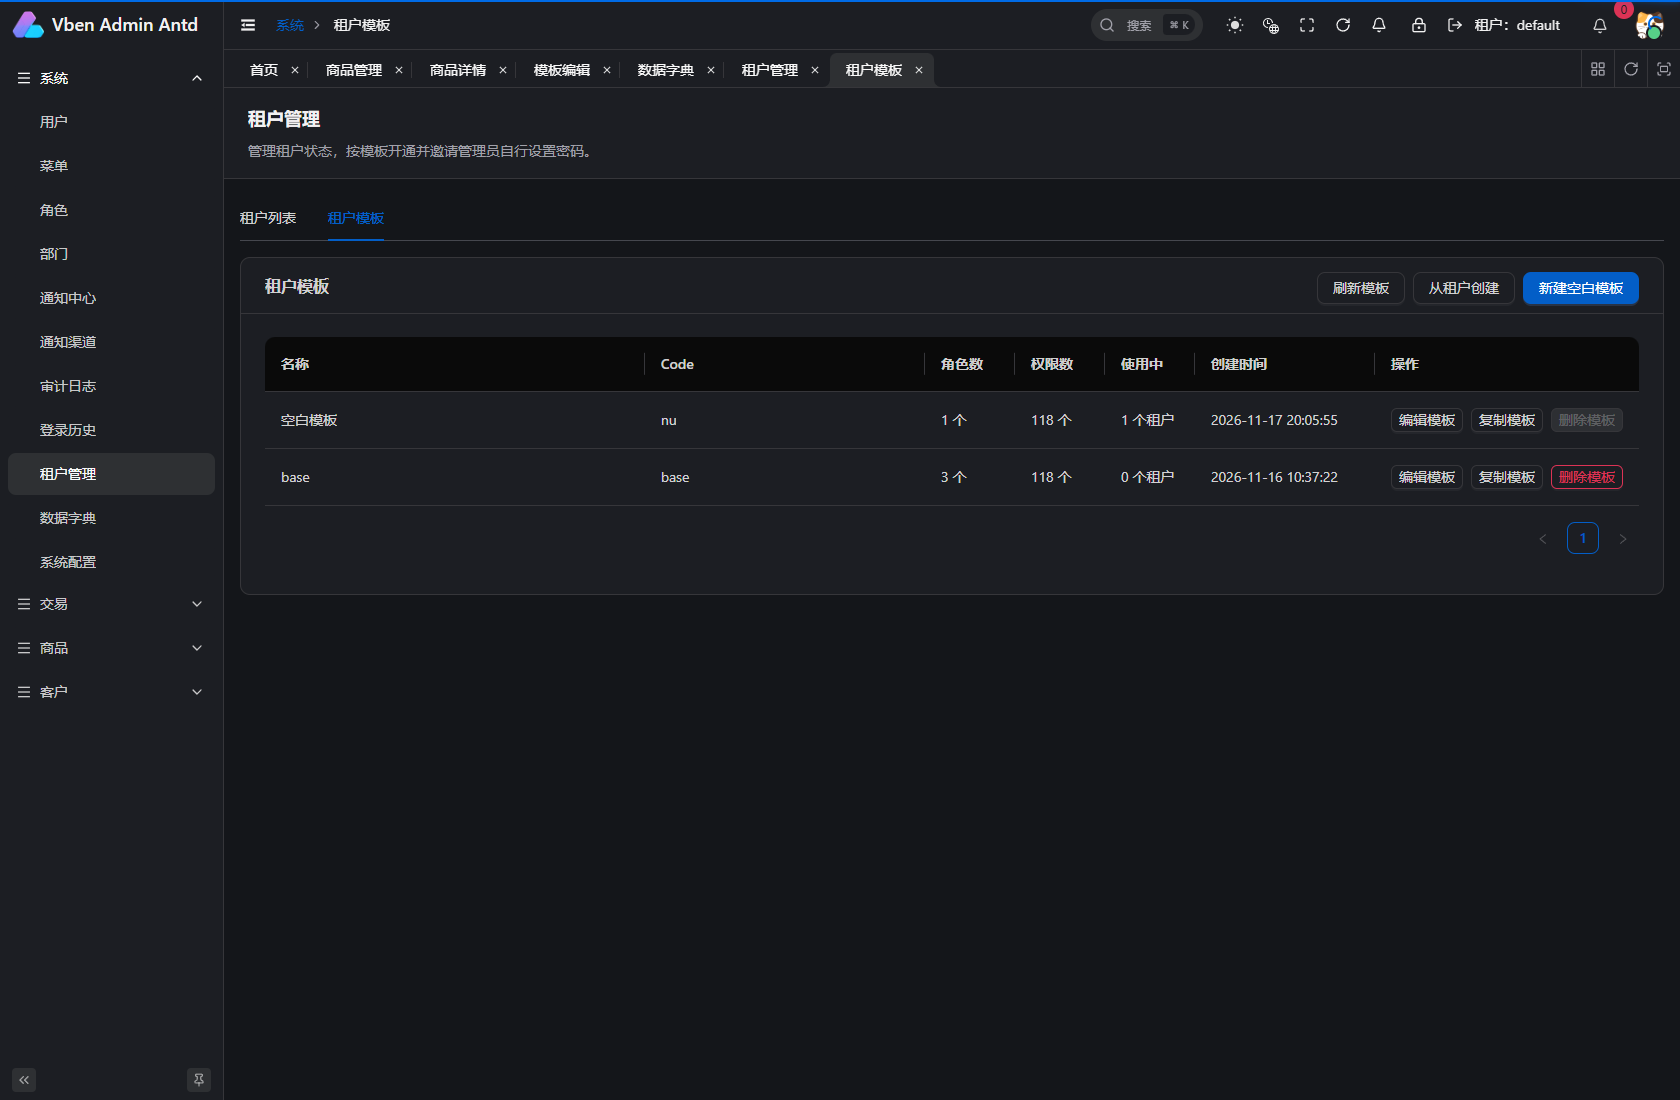 Vben Admin Antd
系统
用户
菜单
角色
部门
通知中心
通知渠道
审计日志
登录历史
租户管理
数据字典
系统配置
交易
商品
客户
系统 > 租户模板
搜索 ⌘ K
租户：default
0
首页 × 商品管理 × 商品详情 × 模板编辑 × 数据字典 × 租户管理 × 租户模板 ×
租户管理
管理租户状态，按模板开通并邀请管理员自行设置密码。
租户列表 租户模板
租户模板
刷新模板 从租户创建 新建空白模板
名称 Code 角色数 权限数 使用中 创建时间 操作
空白模板 nu 1 个 118 个 1 个租户 2026-11-17 20:05:55 编辑模板 复制模板 删除模板
base base 3 个 118 个 0 个租户 2026-11-16 10:37:22 编辑模板 复制模板 删除模板
< 1 >